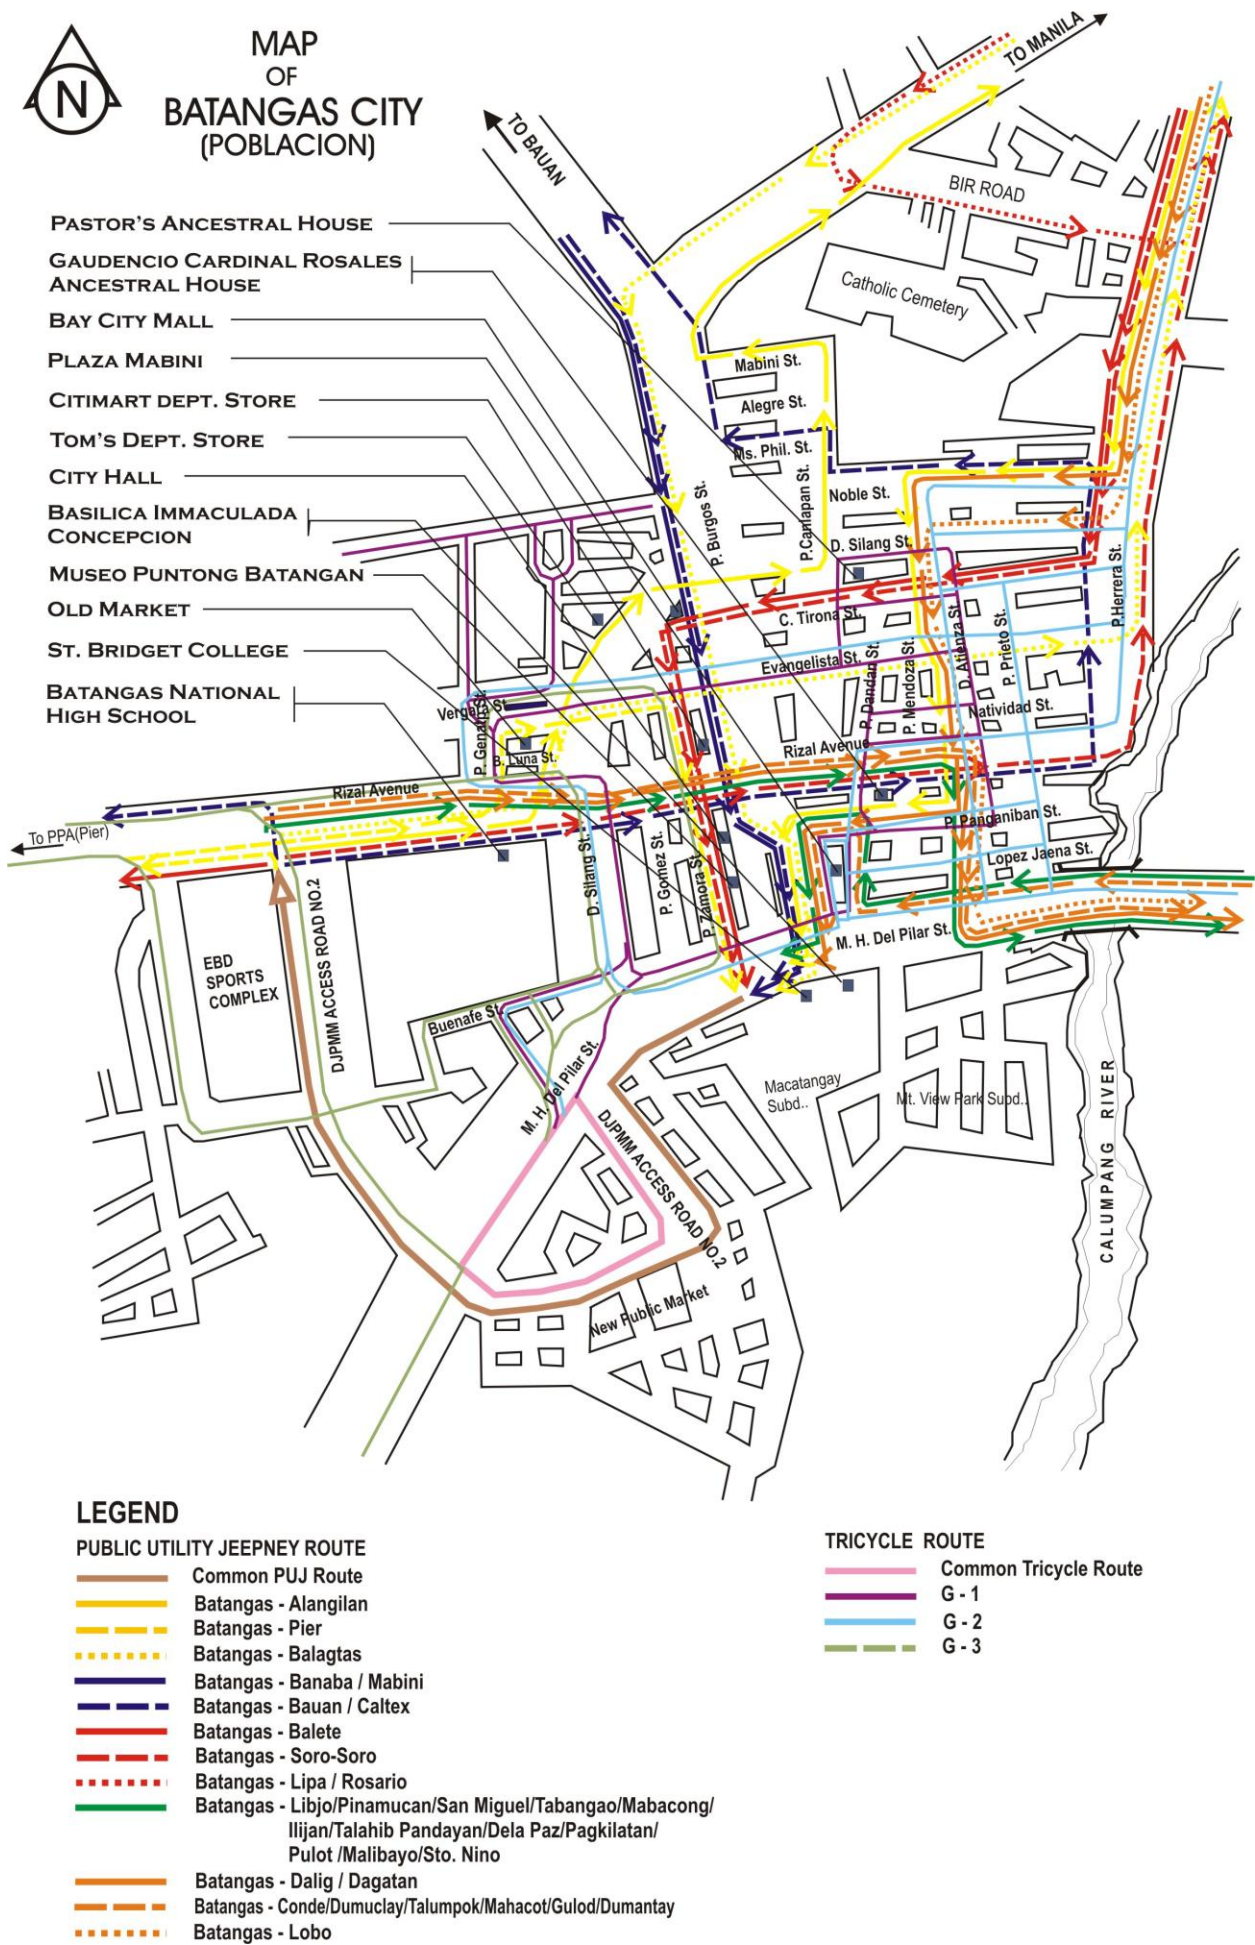 MAP
OF
BATANGAS CITY
(POBLACION)
N
TO MANILA
TO BAUAN
BIR ROAD
PASTOR'S ANCESTRAL HOUSE
GAUDENCIO CARDINAL ROSALES
ANCESTRAL HOUSE
BAY CITY MALL
PLAZA MABINI
CITIMART DEPT. STORE
TOM'S DEPT. STORE
CITY HALL
BASILICA IMMACULADA
CONCEPCION
MUSEO PUNTONG BATANGAN
OLD MARKET
ST. BRIDGET COLLEGE
BATANGAS NATIONAL
HIGH SCHOOL
Catholic Cemetery
Mabini St.
Alegre St.
Ms. Phil. St.
Noble St.
D. Silang St.
P. Burgos St.
P.Canlapan St.
C. Tirona St.
Evangelista St.
P.Herrera St.
P. Prieto St.
D. Atienza St
P. Mendoza St.
P. Dandan St.
Natividad St.
Vergara St.
P. Genato St.
B. Luna St.
Rizal Avenue
Rizal Avenue
To PPA(Pier)
P. Panganiban St.
Lopez Jaena St.
D. Silang St.
P. Gomez St.
P. Zamora St.
M. H. Del Pilar St.
EBD
SPORTS
COMPLEX
DJPMM ACCESS ROAD NO.2
Buenafe St.
M. H. Del Pilar St.
DJPMM ACCESS ROAD NO.2
Macatangay
Subd..
Mt. View Park Subd..
CALUMPANG RIVER
New Public Market
LEGEND
PUBLIC UTILITY JEEPNEY ROUTE
Common PUJ Route
Batangas - Alangilan
Batangas - Pier
Batangas - Balagtas
Batangas - Banaba / Mabini
Batangas - Bauan / Caltex
Batangas - Balete
Batangas - Soro-Soro
Batangas - Lipa / Rosario
Batangas - Libjo/Pinamucan/San Miguel/Tabangao/Mabacong/
Ilijan/Talahib Pandayan/Dela Paz/Pagkilatan/
Pulot /Malibayo/Sto. Nino
Batangas - Dalig / Dagatan
Batangas - Conde/Dumuclay/Talumpok/Mahacot/Gulod/Dumantay
Batangas - Lobo
TRICYCLE ROUTE
Common Tricycle Route
G - 1
G - 2
G - 3